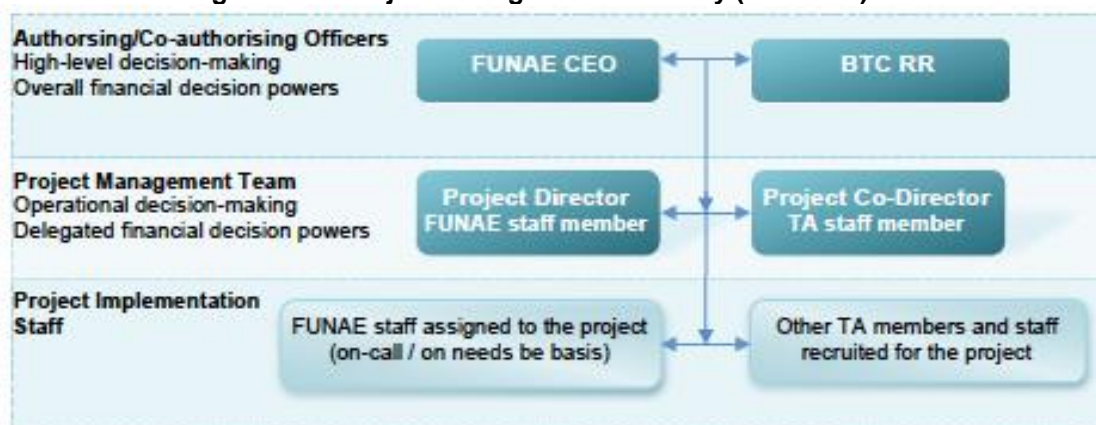 Authorsing/Co-authorising Officers
High-level decision-making
Overall financial decision powers
FUNAE CEO
BTC RR
Project Management Team
Operational decision-making
Delegated financial decision powers
Project Director
FUNAE staff member
Project Co-Director
TA staff member
Project Implementation
Staff
FUNAE staff assigned to the project
(on-call / on needs be basis)
Other TA members and staff
recruited for the project